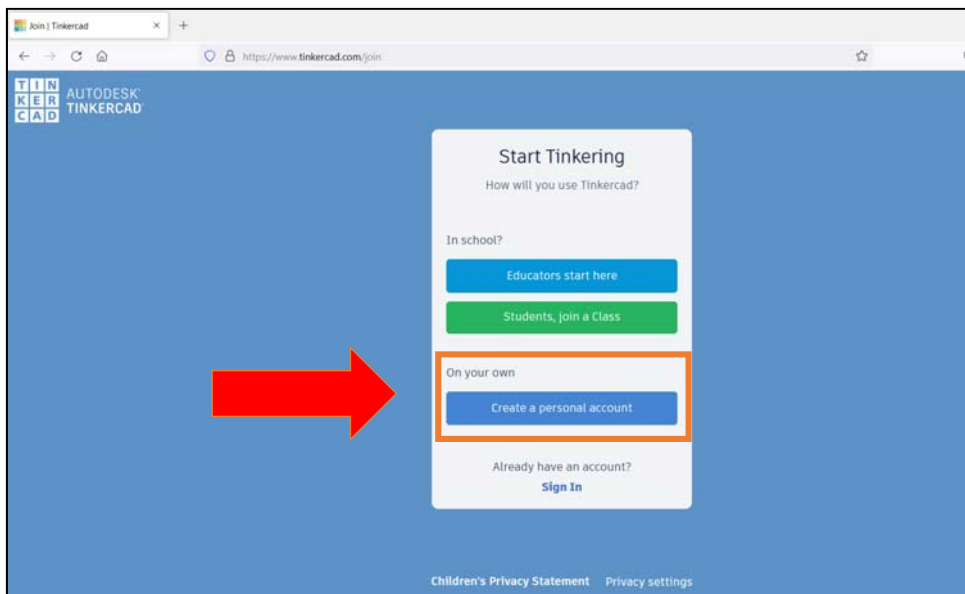 Join | Tinkercad
https://www.tinkercad.com/join
TIN
KER
CAD
AUTODESK
TINKERCAD
Start Tinkering
How will you use Tinkercad?
In school?
Educators start here
Students, join a Class
On your own
Create a personal account
Already have an account?
Sign In
Children's Privacy Statement Privacy settings